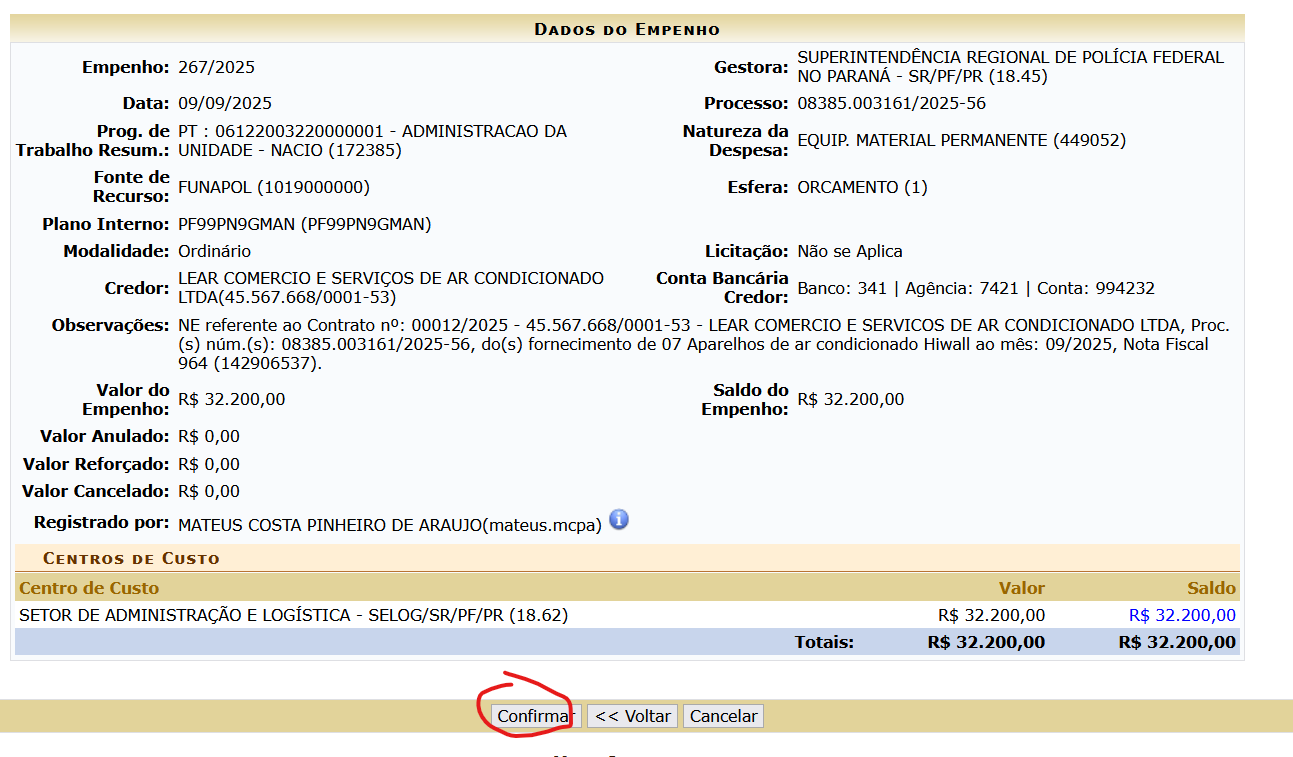 DADOS DO EMPENHO
Empenho: 267/2025
Gestora: SUPERINTENDÊNCIA REGIONAL DE POLÍCIA FEDERAL
NO PARANÁ - SR/PF/PR (18.45)
Data: 09/09/2025
Processo: 08385.003161/2025-56
Prog. de
Trabalho Resum.: PT : 06122003220000001 - ADMINISTRACAO DA
UNIDADE - NACIO (172385)
Natureza da
Despesa: EQUIP. MATERIAL PERMANENTE (449052)
Fonte de
Recurso: FUNAPOL (1019000000)
Esfera: ORCAMENTO (1)
Plano Interno: PF99PN9GMAN (PF99PN9GMAN)
Modalidade: Ordinário
Licitação: Não se Aplica
Credor: LEAR COMERCIO E SERVIÇOS DE AR CONDICIONADO
LTDA(45.567.668/0001-53)
Conta Bancária
Credor: Banco: 341 | Agência: 7421 | Conta: 994232
Observações: NE referente ao Contrato nº: 00012/2025 - 45.567.668/0001-53 - LEAR COMERCIO E SERVICOS DE AR CONDICIONADO LTDA, Proc.
(s) núm.(s): 08385.003161/2025-56, do(s) fornecimento de 07 Aparelhos de ar condicionado Hiwall ao mês: 09/2025, Nota Fiscal
964 (142906537).
Valor do
Empenho: R$ 32.200,00
Saldo do
Empenho: R$ 32.200,00
Valor Anulado: R$ 0,00
Valor Reforçado: R$ 0,00
Valor Cancelado: R$ 0,00
Registrado por: MATEUS COSTA PINHEIRO DE ARAUJO(mateus.mcpa)
CENTROS DE CUSTO
Centro de Custo Valor Saldo
SETOR DE ADMINISTRAÇÃO E LOGÍSTICA - SELOG/SR/PF/PR (18.62) R$ 32.200,00 R$ 32.200,00
Totais: R$ 32.200,00 R$ 32.200,00
Confirmar << Voltar Cancelar